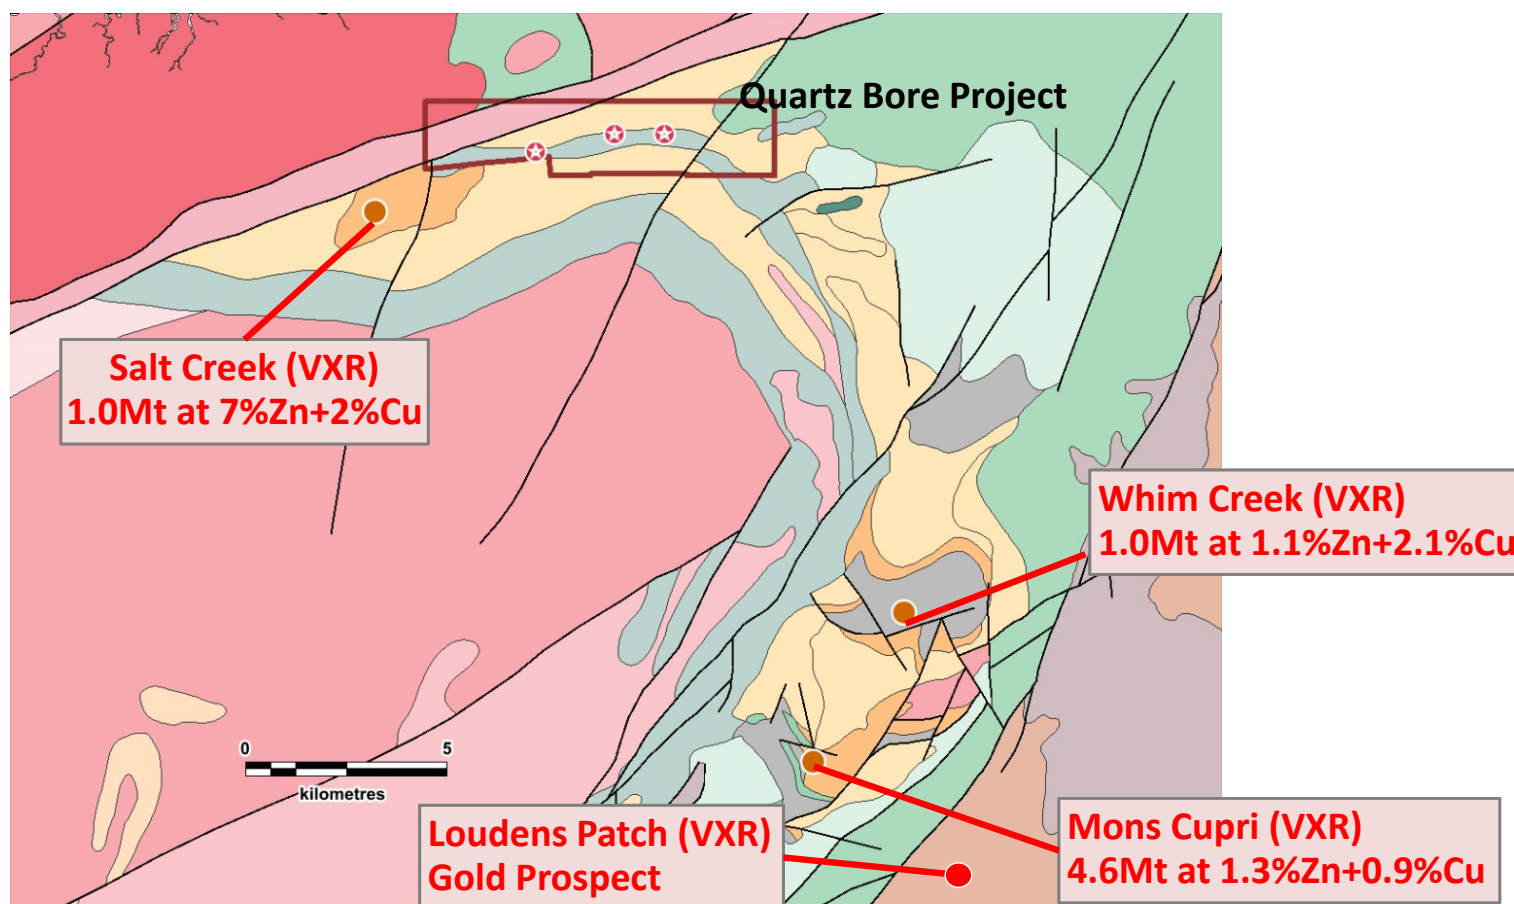 Quartz Bore Project
Salt Creek (VXR)
1.0Mt at 7%Zn+2%Cu
Whim Creek (VXR)
1.0Mt at 1.1%Zn+2.1%Cu
0 5
kilometres
Loudens Patch (VXR)
Gold Prospect
Mons Cupri (VXR)
4.6Mt at 1.3%Zn+0.9%Cu